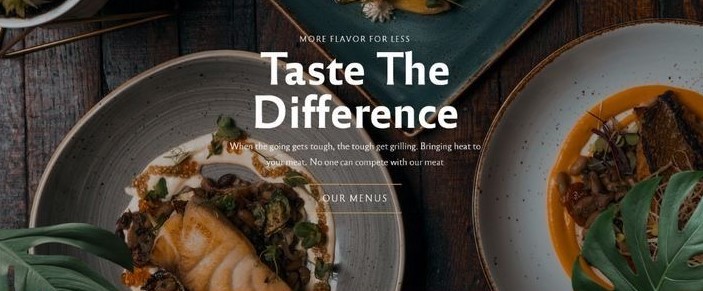 MORE FLAVOR FOR LESS
Taste The
Difference
When the going gets tough, the tough get grilling. Bringing heat to
your meat. No one can compete with our meat
OUR MENUS